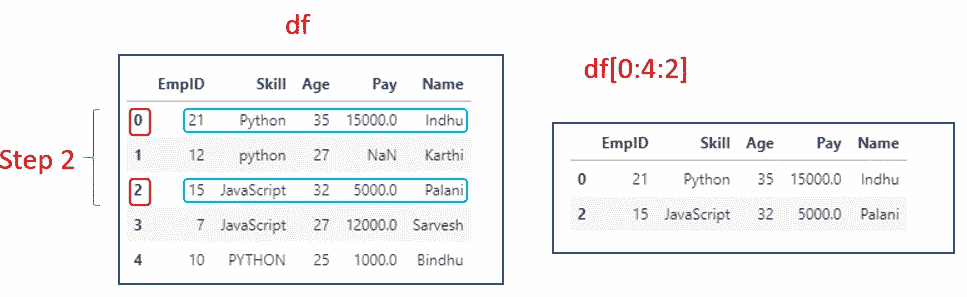 df
EmpID Skill Age Pay Name
0 21 Python 35 15000.0 Indhu
1 12 python 27 NaN Karthi
2 15 JavaScript 32 5000.0 Palani
3 7 JavaScript 27 12000.0 Sarvesh
4 10 PYTHON 25 1000.0 Bindhu
Step 2
df[0:4:2]
EmpID Skill Age Pay Name
0 21 Python 35 15000.0 Indhu
2 15 JavaScript 32 5000.0 Palani